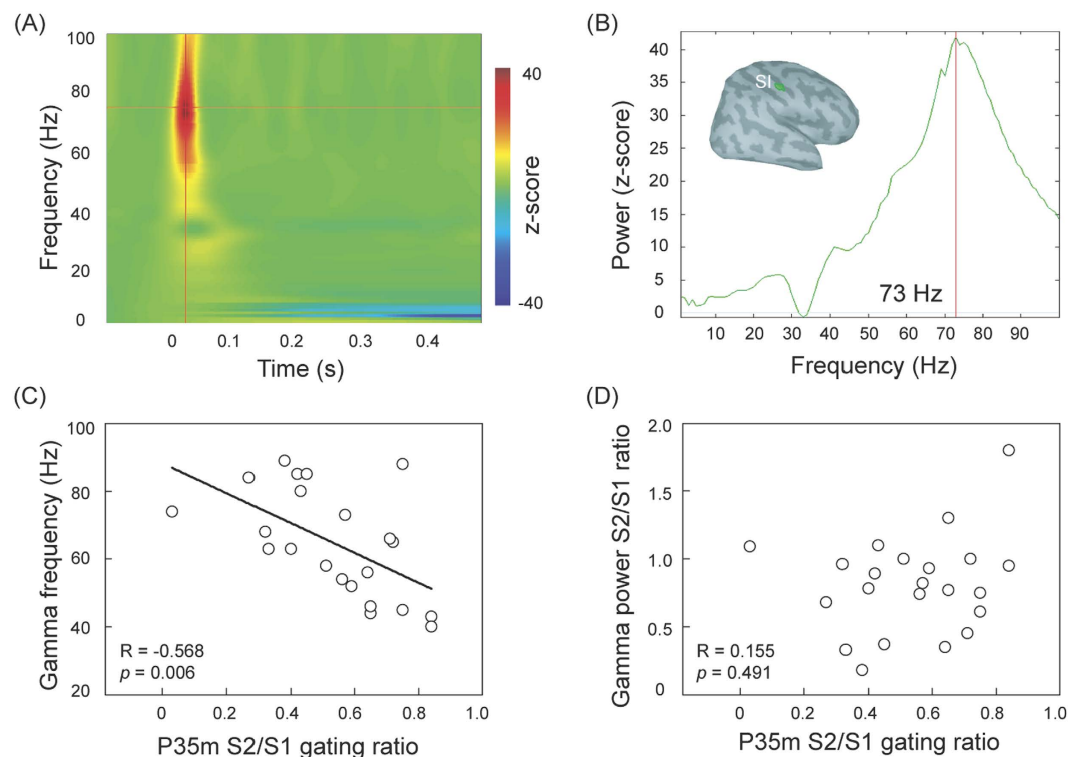 (A)
100
80
60
40
20
0
Frequency (Hz)
0 0.1 0.2 0.3 0.4
Time (s)
40
z-score
-40
(B)
40
35
30
25
20
15
10
5
0
Power (z-score)
SI
73 Hz
10 20 30 40 50 60 70 80 90
Frequency (Hz)
(C)
100
80
60
40
20
Gamma frequency (Hz)
R = -0.568
p = 0.006
0 0.2 0.4 0.6 0.8 1.0
P35m S2/S1 gating ratio
(D)
2.0
1.5
1.0
0.5
0
Gamma power S2/S1 ratio
R = 0.155
p = 0.491
0 0.2 0.4 0.6 0.8 1.0
P35m S2/S1 gating ratio